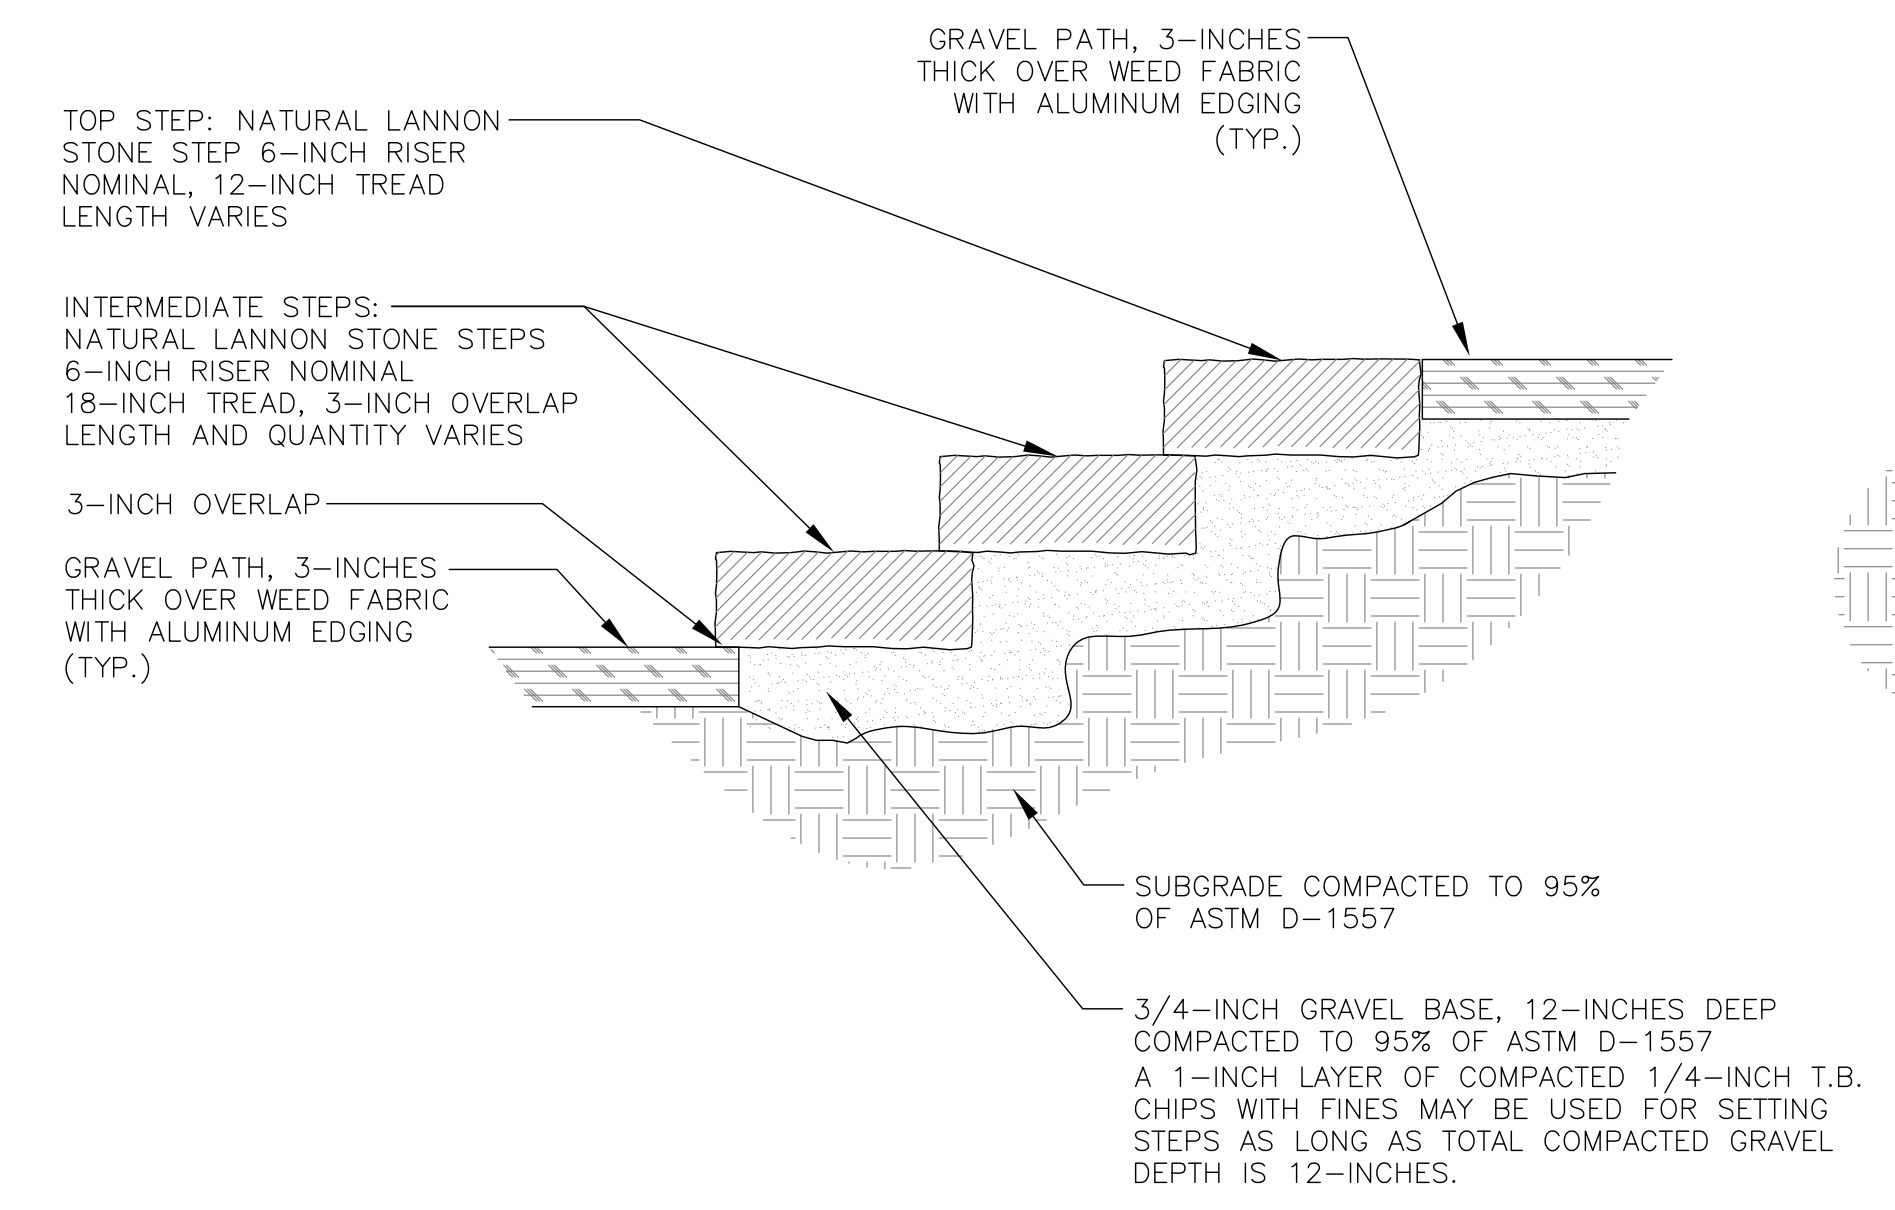 GRAVEL PATH, 3-INCHES
THICK OVER WEED FABRIC
WITH ALUMINUM EDGING
(TYP.)
TOP STEP: NATURAL LANNON
STONE STEP 6-INCH RISER
NOMINAL, 12-INCH TREAD
LENGTH VARIES
INTERMEDIATE STEPS:
NATURAL LANNON STONE STEPS
6-INCH RISER NOMINAL
18-INCH TREAD, 3-INCH OVERLAP
LENGTH AND QUANTITY VARIES
3-INCH OVERLAP
GRAVEL PATH, 3-INCHES
THICK OVER WEED FABRIC
WITH ALUMINUM EDGING
(TYP.)
SUBGRADE COMPACTED TO 95%
OF ASTM D-1557
3/4-INCH GRAVEL BASE, 12-INCHES DEEP
COMPACTED TO 95% OF ASTM D-1557
A 1-INCH LAYER OF COMPACTED 1/4-INCH T.B.
CHIPS WITH FINES MAY BE USED FOR SETTING
STEPS AS LONG AS TOTAL COMPACTED GRAVEL
DEPTH IS 12-INCHES.